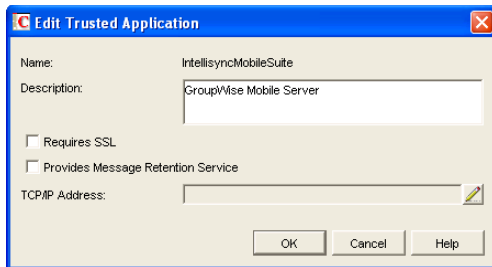 Edit Trusted Application
Name: IntellisyncMobileSuite
Description: GroupWise Mobile Server
Requires SSL
Provides Message Retention Service
TCP/IP Address:
OK Cancel Help